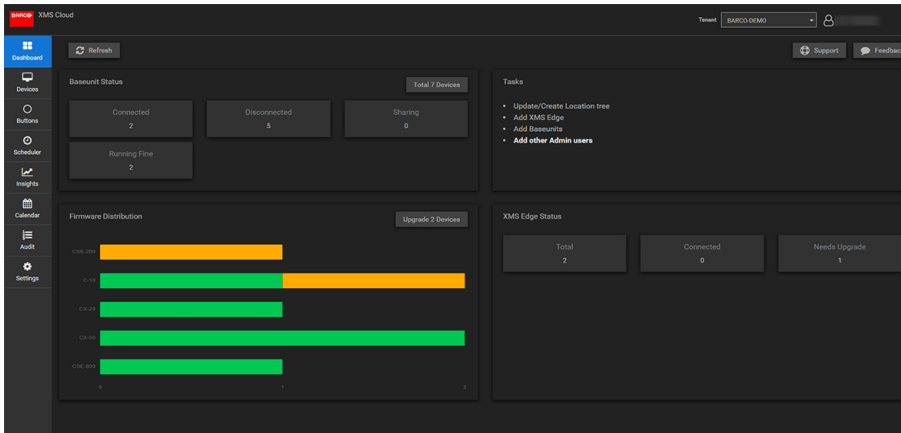 BARCO XMS Cloud
Tenant BARCO-DEMO
Dashboard
Devices
Buttons
Scheduler
Insights
Calendar
Audit
Settings
Refresh
Support
Feedbac
Baseunit Status
Total 7 Devices
Connected
2
Disconnected
5
Sharing
0
Running Fine
2
Tasks
• Update/Create Location tree
• Add XMS Edge
• Add Baseunits
• Add other Admin users
Firmware Distribution
Upgrade 2 Devices
CSE-200
C-10
CX-20
CX-50
CSE-800
0 1 2
XMS Edge Status
Total
2
Connected
0
Needs Upgrade
1